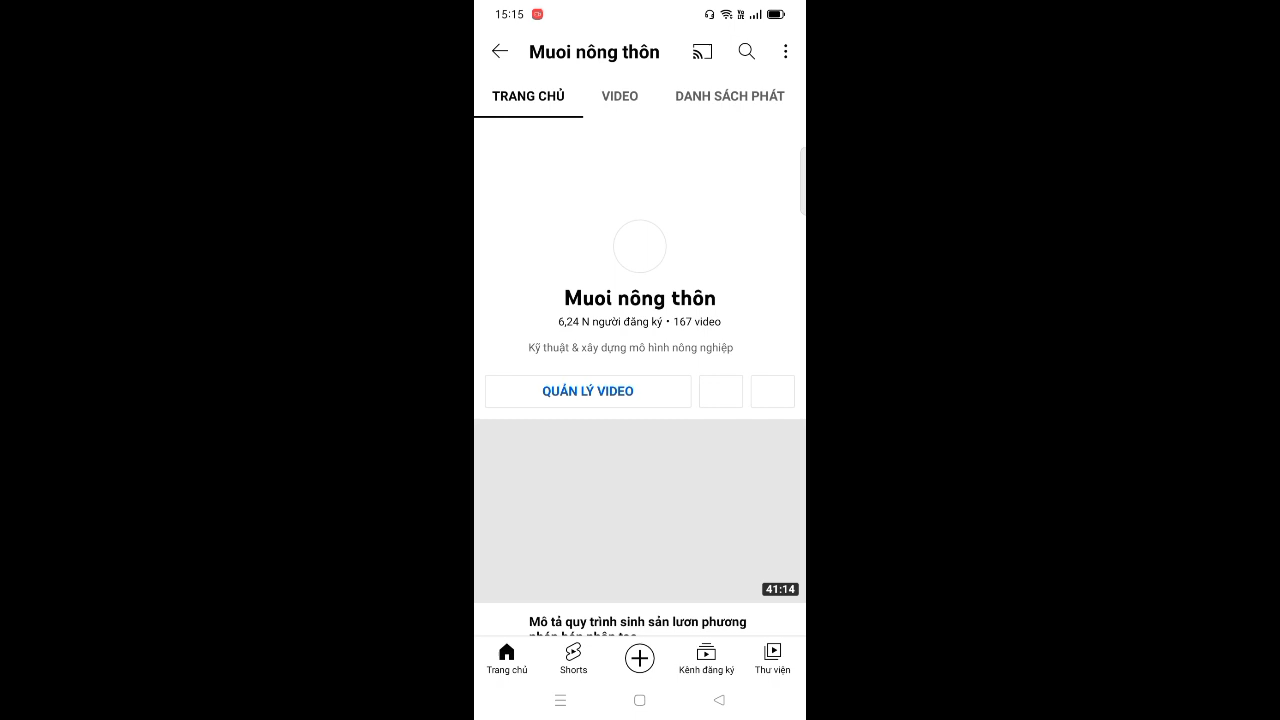 15:15
Muoi nông thôn
TRANG CHỦ VIDEO DANH SÁCH PHÁT
Muoi nông thôn
6,24 N người đăng ký • 167 video
Kỹ thuật & xây dựng mô hình nông nghiệp
QUẢN LÝ VIDEO
41:14
Mô tả quy trình sinh sản lươn phương
Trang chủ Shorts Kênh đăng ký Thư viện